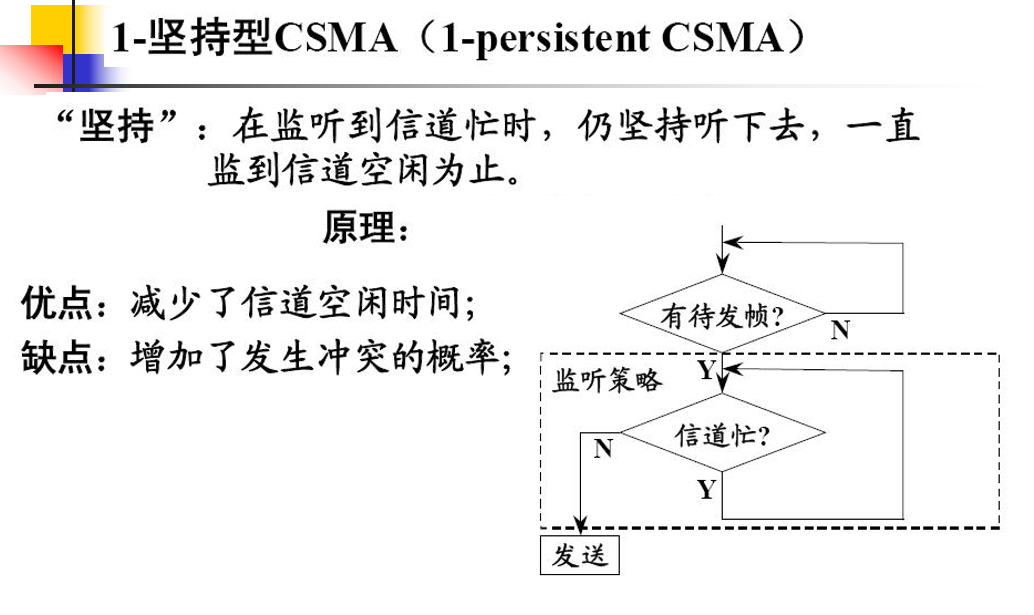 1-坚持型CSMA（1-persistent CSMA）
“坚持”：在监听到信道忙时，仍坚持听下去，一直
监到信道空闲为止。
原理：
优点：减少了信道空闲时间；
缺点：增加了发生冲突的概率；
有待发帧?
N
Y
监听策略
信道忙?
N
Y
发送